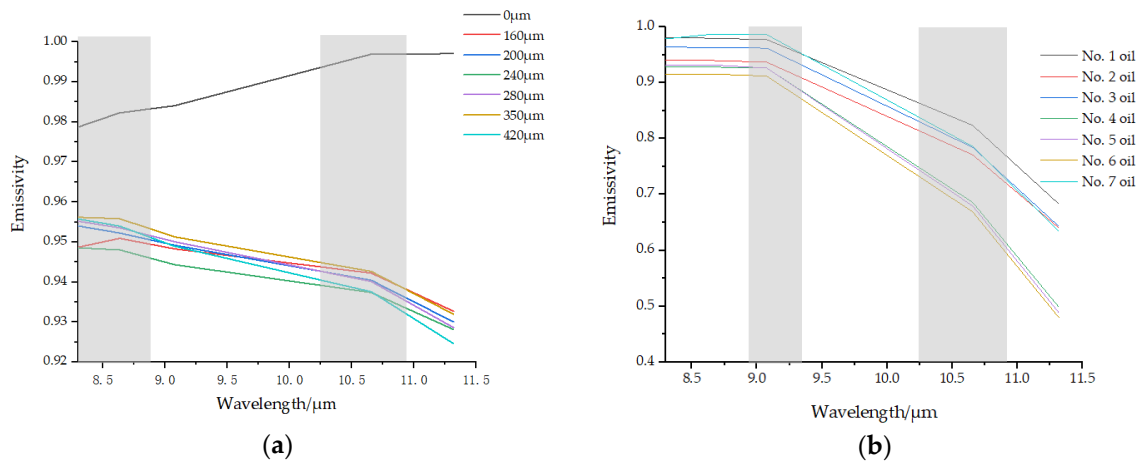 0μm
160μm
200μm
240μm
280μm
350μm
420μm
1.00
0.99
0.98
0.97
0.96
0.95
0.94
0.93
0.92
Emissivity
8.5 9.0 9.5 10.0 10.5 11.0 11.5
Wavelength/μm
(a)
No. 1 oil
No. 2 oil
No. 3 oil
No. 4 oil
No. 5 oil
No. 6 oil
No. 7 oil
1.0
0.9
0.8
0.7
0.6
0.5
0.4
Emissivity
8.5 9.0 9.5 10.0 10.5 11.0 11.5
Wavelength/μm
(b)